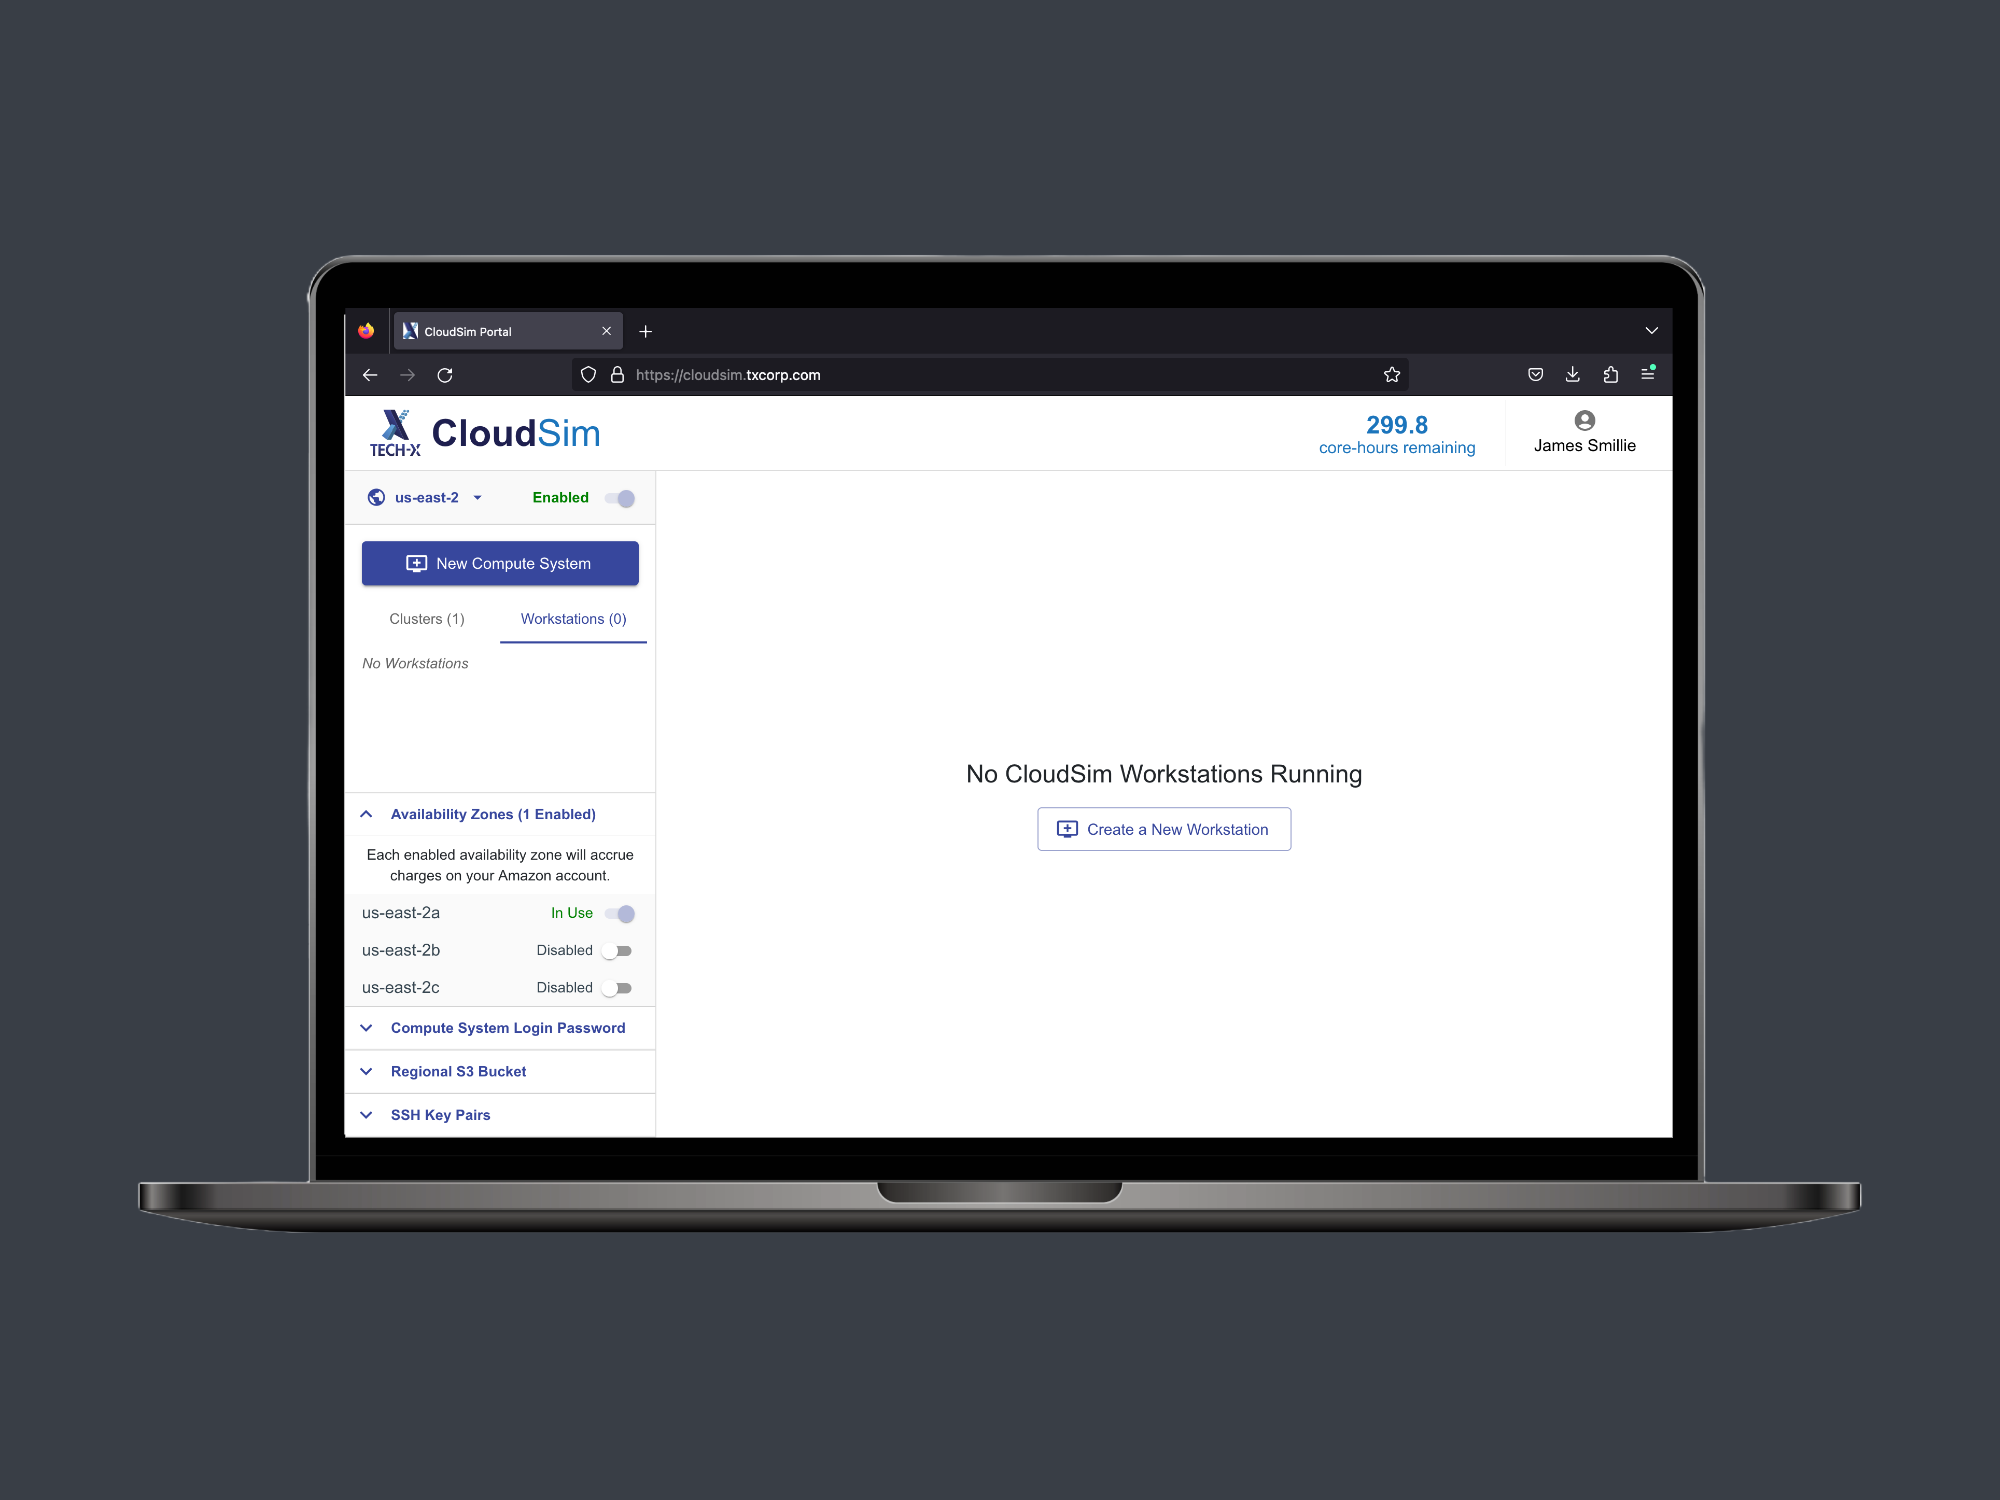 CloudSim Portal
https://cloudsim.txcorp.com
TECH-X
CloudSim
299.8
core-hours remaining
James Smillie
us-east-2
Enabled
New Compute System
Clusters (1)
Workstations (0)
No Workstations
No CloudSim Workstations Running
Create a New Workstation
Availability Zones (1 Enabled)
Each enabled availability zone will accrue
charges on your Amazon account.
us-east-2a
In Use
us-east-2b
Disabled
us-east-2c
Disabled
Compute System Login Password
Regional S3 Bucket
SSH Key Pairs